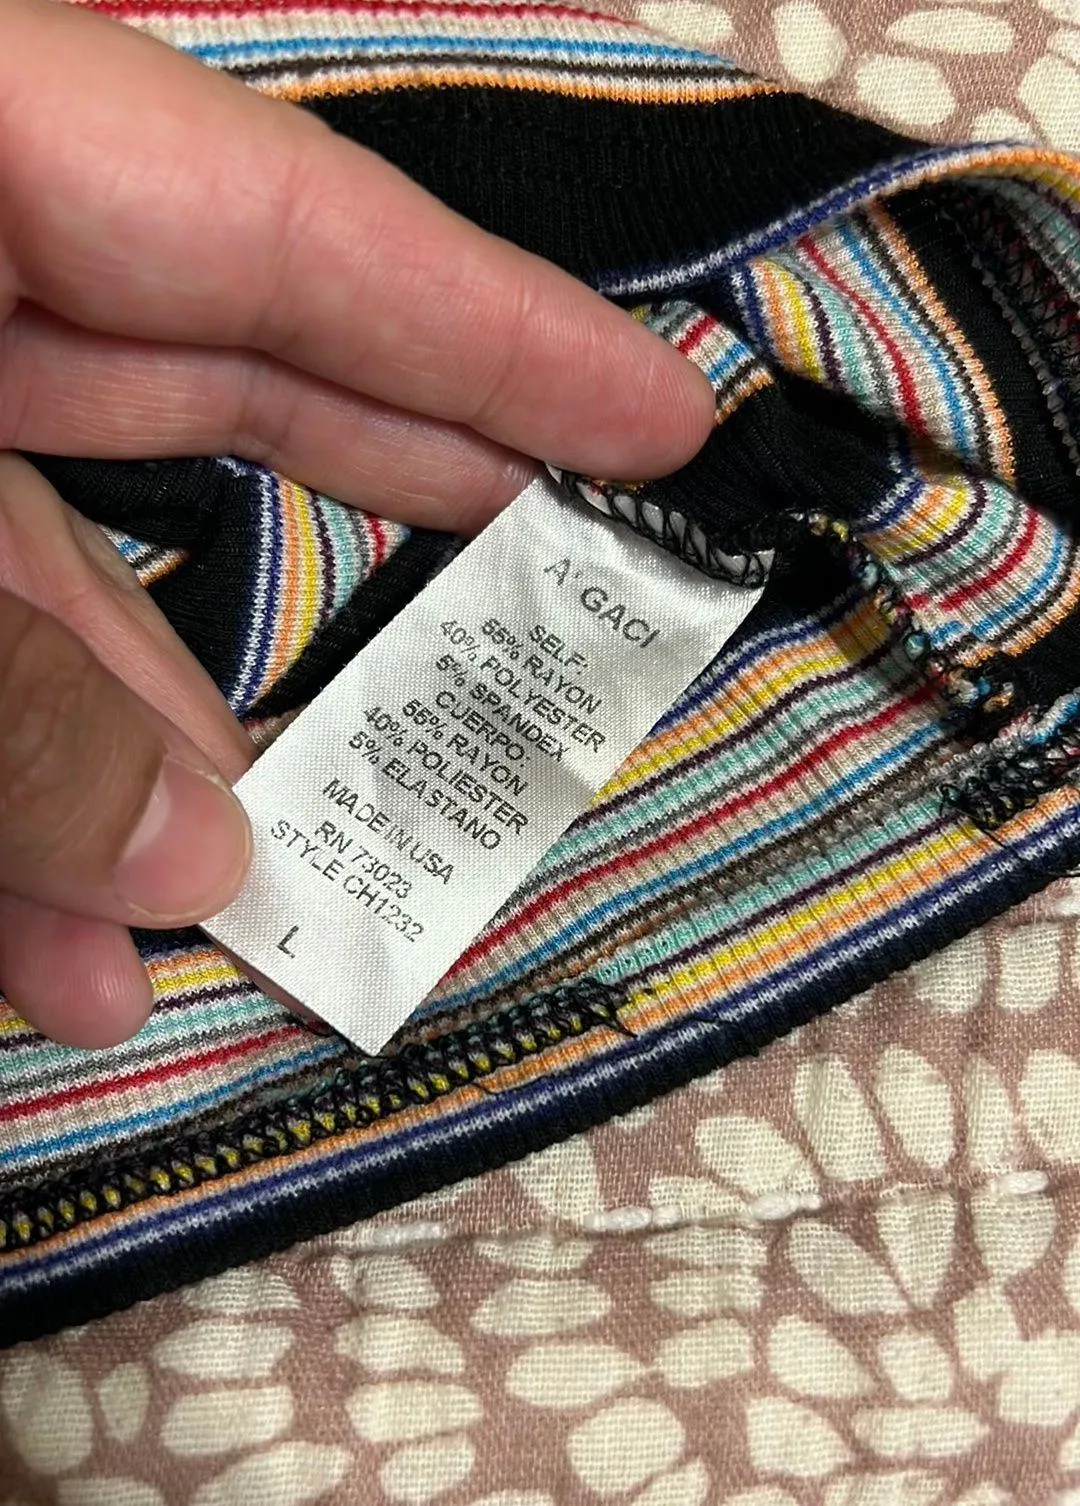 A'GACI
SELF:
55% RAYON
40% POLYESTER
5% SPANDEX
CUERPO:
55% RAYON
40% POLIESTER
5% ELASTANO
MADE IN USA
RN 73023
STYLE CH1232
L